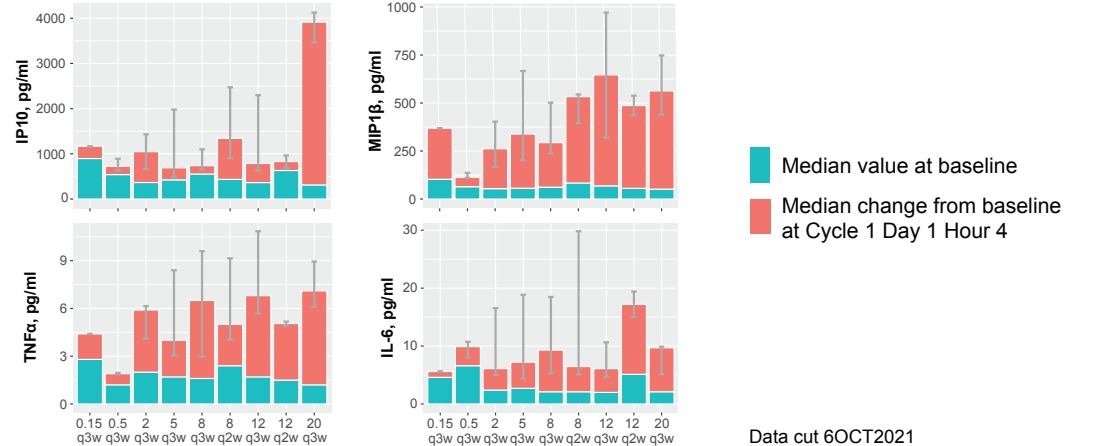 4000
3000
2000
1000
0
IP10, pg/ml
1000
750
500
250
0
MIP1β, pg/ml
Median value at baseline
Median change from baseline
at Cycle 1 Day 1 Hour 4
9
6
3
0
TNFα, pg/ml
30
20
10
0
IL-6, pg/ml
0.15 0.5 2 5 8 8 12 12 20
q3w q3w q3w q3w q3w q2w q3w q2w q3w
0.15 0.5 2 5 8 8 12 12 20
q3w q3w q3w q3w q3w q2w q3w q2w q3w
Data cut 6OCT2021